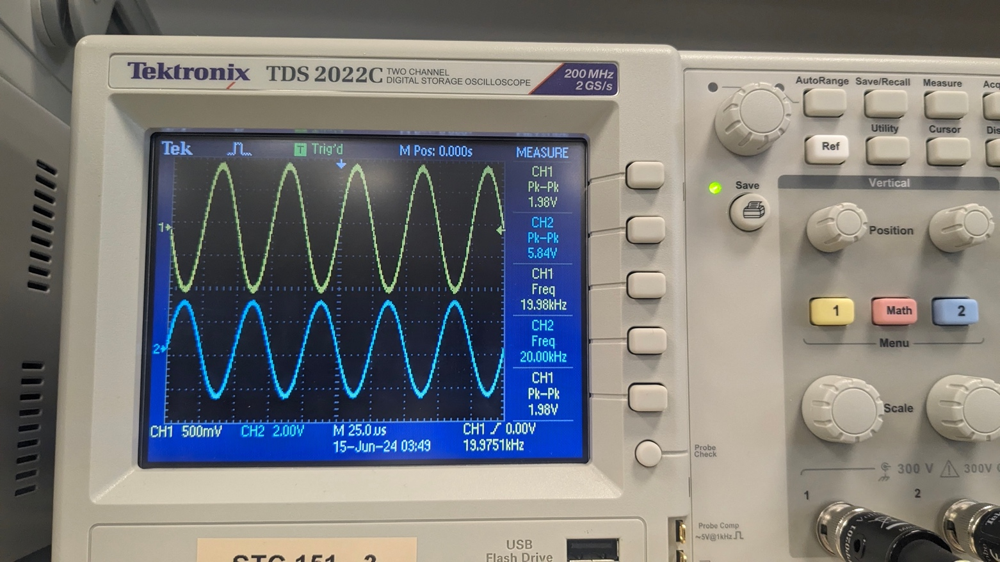 Tektronix TDS 2022C TWO CHANNEL
DIGITAL STORAGE OSCILLOSCOPE
200 MHz
2 GS/s
Tek Trig'd M Pos: 0.000s MEASURE
CH1
Pk-Pk
1.98V
CH2
Pk-Pk
5.84V
CH1
Freq
19.98kHz
CH2
Freq
20.00kHz
CH1
Pk-Pk
1.98V
1
2
CH1 500mV CH2 2.00V M 25.0µs CH1 0.00V
15-Jun-24 03:49 19.9751kHz
AutoRange Save/Recall Measure Acq
Utility Cursor Dis
Ref
Save
Vertical
Position
1 Math 2
Menu
Scale
Probe
Check
300 V 300V
1 2
Probe Comp
~5V@1kHz
USB
Flash Drive